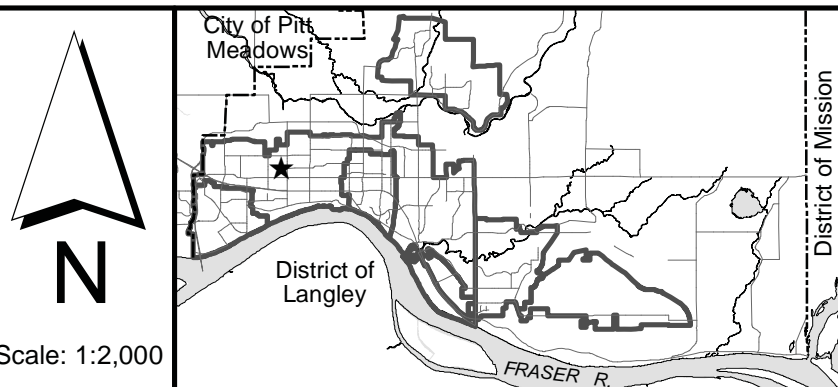 N
Scale: 1:2,000
City of Pitt
Meadows
District of
Langley
FRASER R.
District of Mission